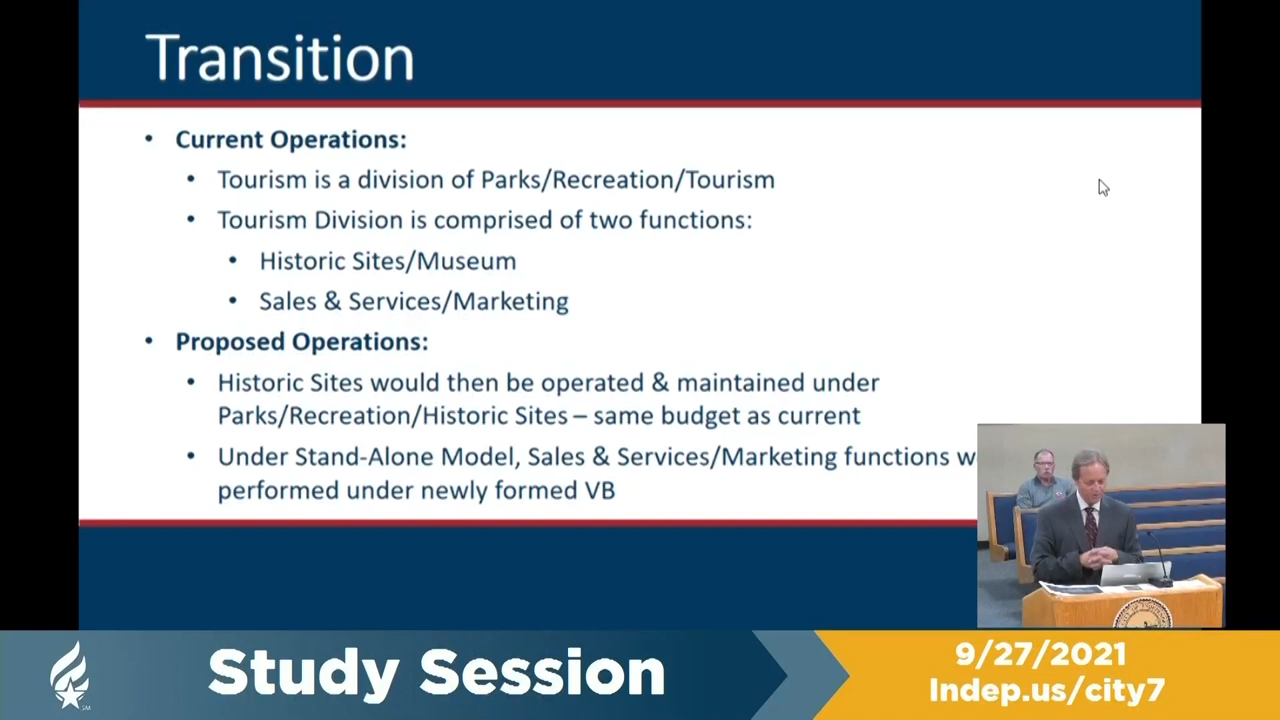 Transition
• Current Operations:
• Tourism is a division of Parks/Recreation/Tourism
• Tourism Division is comprised of two functions:
• Historic Sites/Museum
• Sales & Services/Marketing
• Proposed Operations:
• Historic Sites would then be operated & maintained under
Parks/Recreation/Historic Sites – same budget as current
• Under Stand-Alone Model, Sales & Services/Marketing functions w
performed under newly formed VB
Study Session
9/27/2021
Indep.us/city7
SM